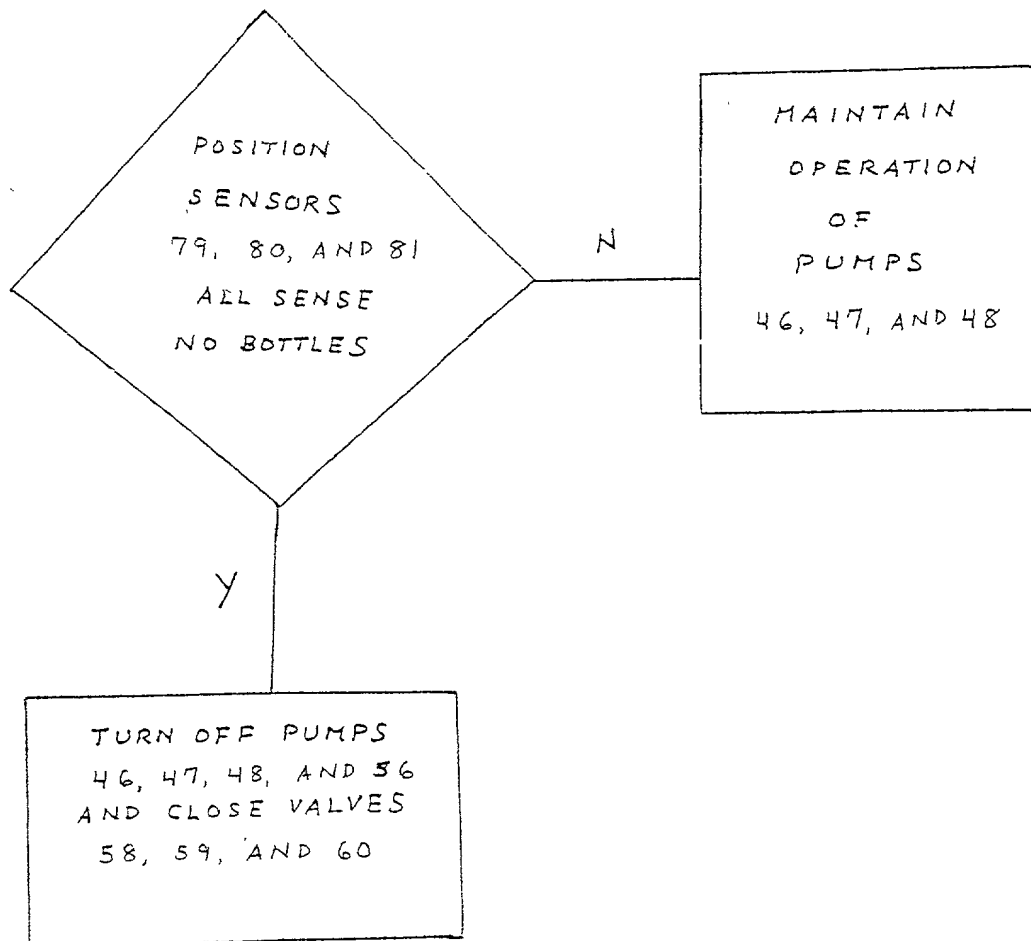 POSITION
SENSORS
79, 80, AND 81
ALL SENSE
NO BOTTLES
N
MAINTAIN
OPERATION
OF
PUMPS
46, 47, AND 48
Y
TURN OFF PUMPS
46, 47, 48, AND 56
AND CLOSE VALVES
58, 59, AND 60